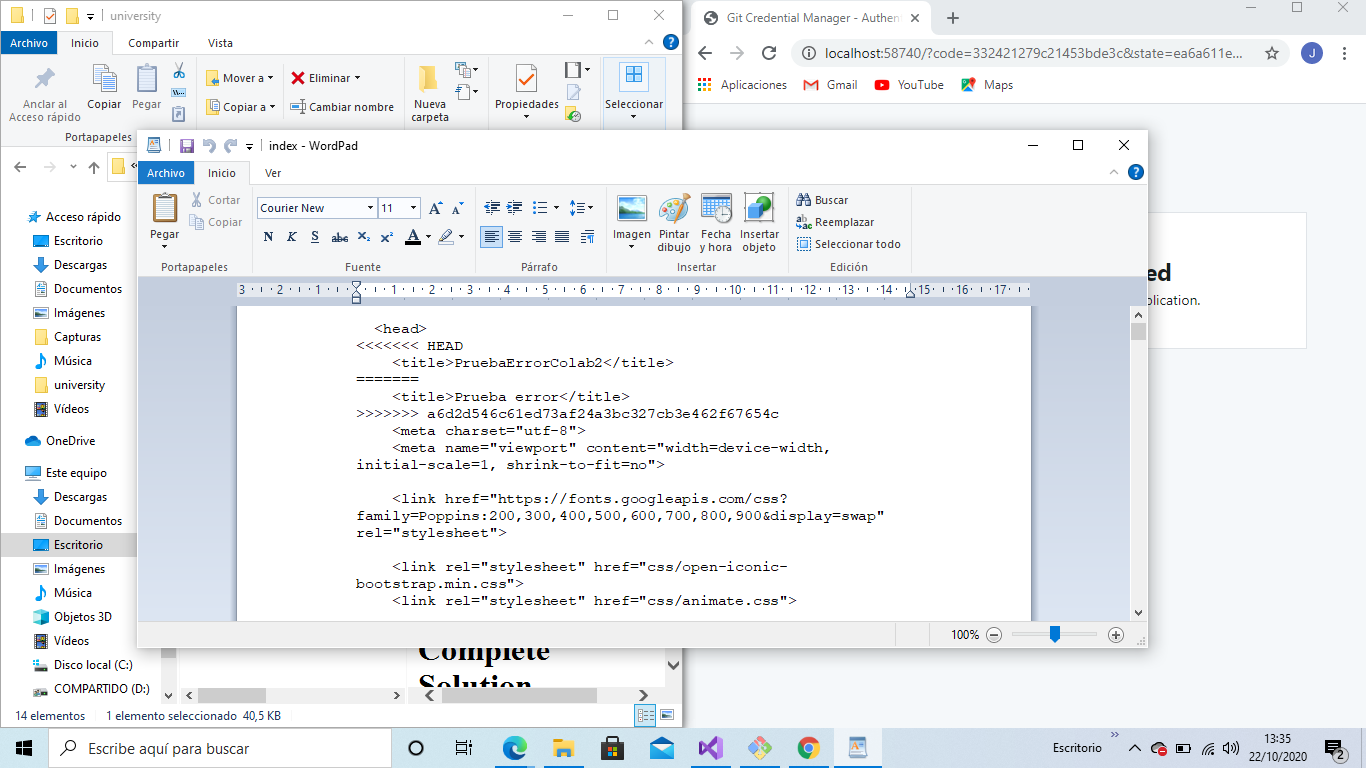 university
Archivo Inicio Compartir Vista
Anclar al
Acceso rápido
Copiar
Pegar
Mover a
Copiar a
Eliminar
Cambiar nombre
Nueva
carpeta
Propiedades
Seleccionar
Portapapeles
Git Credential Manager - Authen
localhost:58740/?code=332421279c21453bde3c&state=ea6a611e...
J
Aplicaciones Gmail YouTube Maps
ed
plication.
index - WordPad
Archivo Inicio Ver
Pegar
Cortar
Copiar
Courier New 11
N K S abc X₂ X²
Imagen
Pintar
dibujo
Fecha
y hora
Insertar
objeto
Buscar
Reemplazar
Seleccionar todo
Portapapeles Fuente Párrafo Insertar Edición
3 2 1 1 2 3 4 5 6 7 8 9 10 11 12 13 14 15 16 17
<head>
<<<<<<< HEAD
<title>PruebaErrorColab2</title>
=======
<title>Prueba error</title>
>>>>>>> a6d2d546c61ed73af24a3bc327cb3e462f67654c
<meta charset="utf-8">
<meta name="viewport" content="width=device-width,
initial-scale=1, shrink-to-fit=no">
<link href="https://fonts.googleapis.com/css?
family=Poppins:200,300,400,500,600,700,800,900&display=swap"
rel="stylesheet">
<link rel="stylesheet" href="css/open-iconic-
bootstrap.min.css">
<link rel="stylesheet" href="css/animate.css">
100%
Acceso rápido
Escritorio
Descargas
Documentos
Imágenes
Capturas
Música
university
Vídeos
OneDrive
Este equipo
Descargas
Documentos
Escritorio
Imágenes
Música
Objetos 3D
Vídeos
Disco local (C:)
COMPARTIDO (D:)
Complete
Solution
14 elementos 1 elemento seleccionado 40,5 KB
Escribe aquí para buscar
Escritorio
13:35
22/10/2020
2